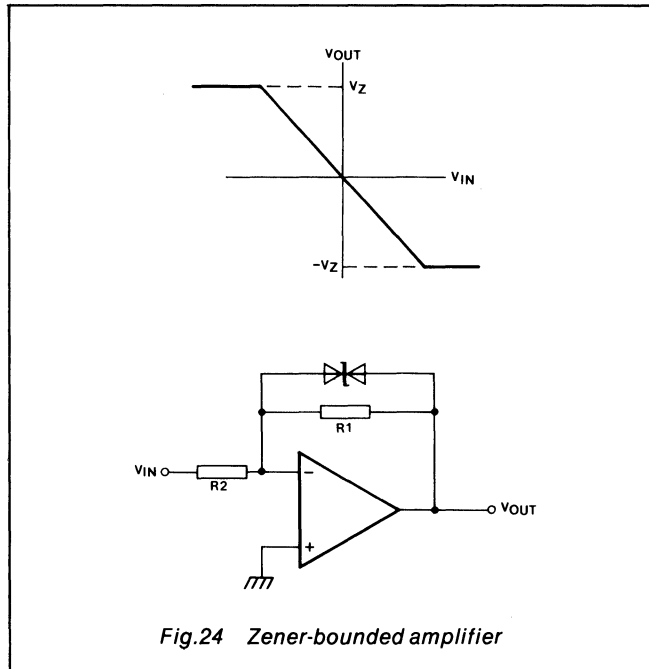 VOUT
VZ
VIN
-VZ
R1
VIN
R2
-
+
VOUT
Fig.24 Zener-bounded amplifier